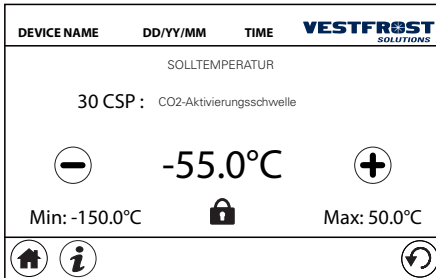 DEVICE NAME DD/YY/MM TIME VESTFROST
SOLUTIONS
SOLLTEMPERATUR
30 CSP : CO2-Aktivierungsschwelle
-55.0°C
Min: -150.0°C Max: 50.0°C
i